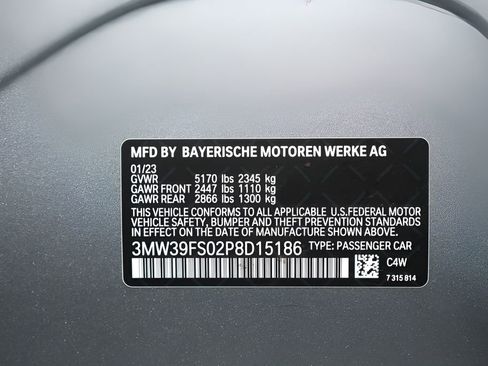 MFD BY BAYERISCHE MOTOREN WERKE AG
01/23
GVWR 5170 lbs 2345 kg
GAWR FRONT 2447 lbs 1110 kg
GAWR REAR 2866 lbs 1300 kg
THIS VEHICLE CONFORMS TO ALL APPLICABLE U.S.FEDERAL MOTOR
VEHICLE SAFETY, BUMPER AND THEFT PREVENTION STANDARDS
IN EFFECT ON THE DATE OF MANUFACTURE SHOWN ABOVE.
3MW39FS02P8D15186 TYPE: PASSENGER CAR
C4W
7 315 814